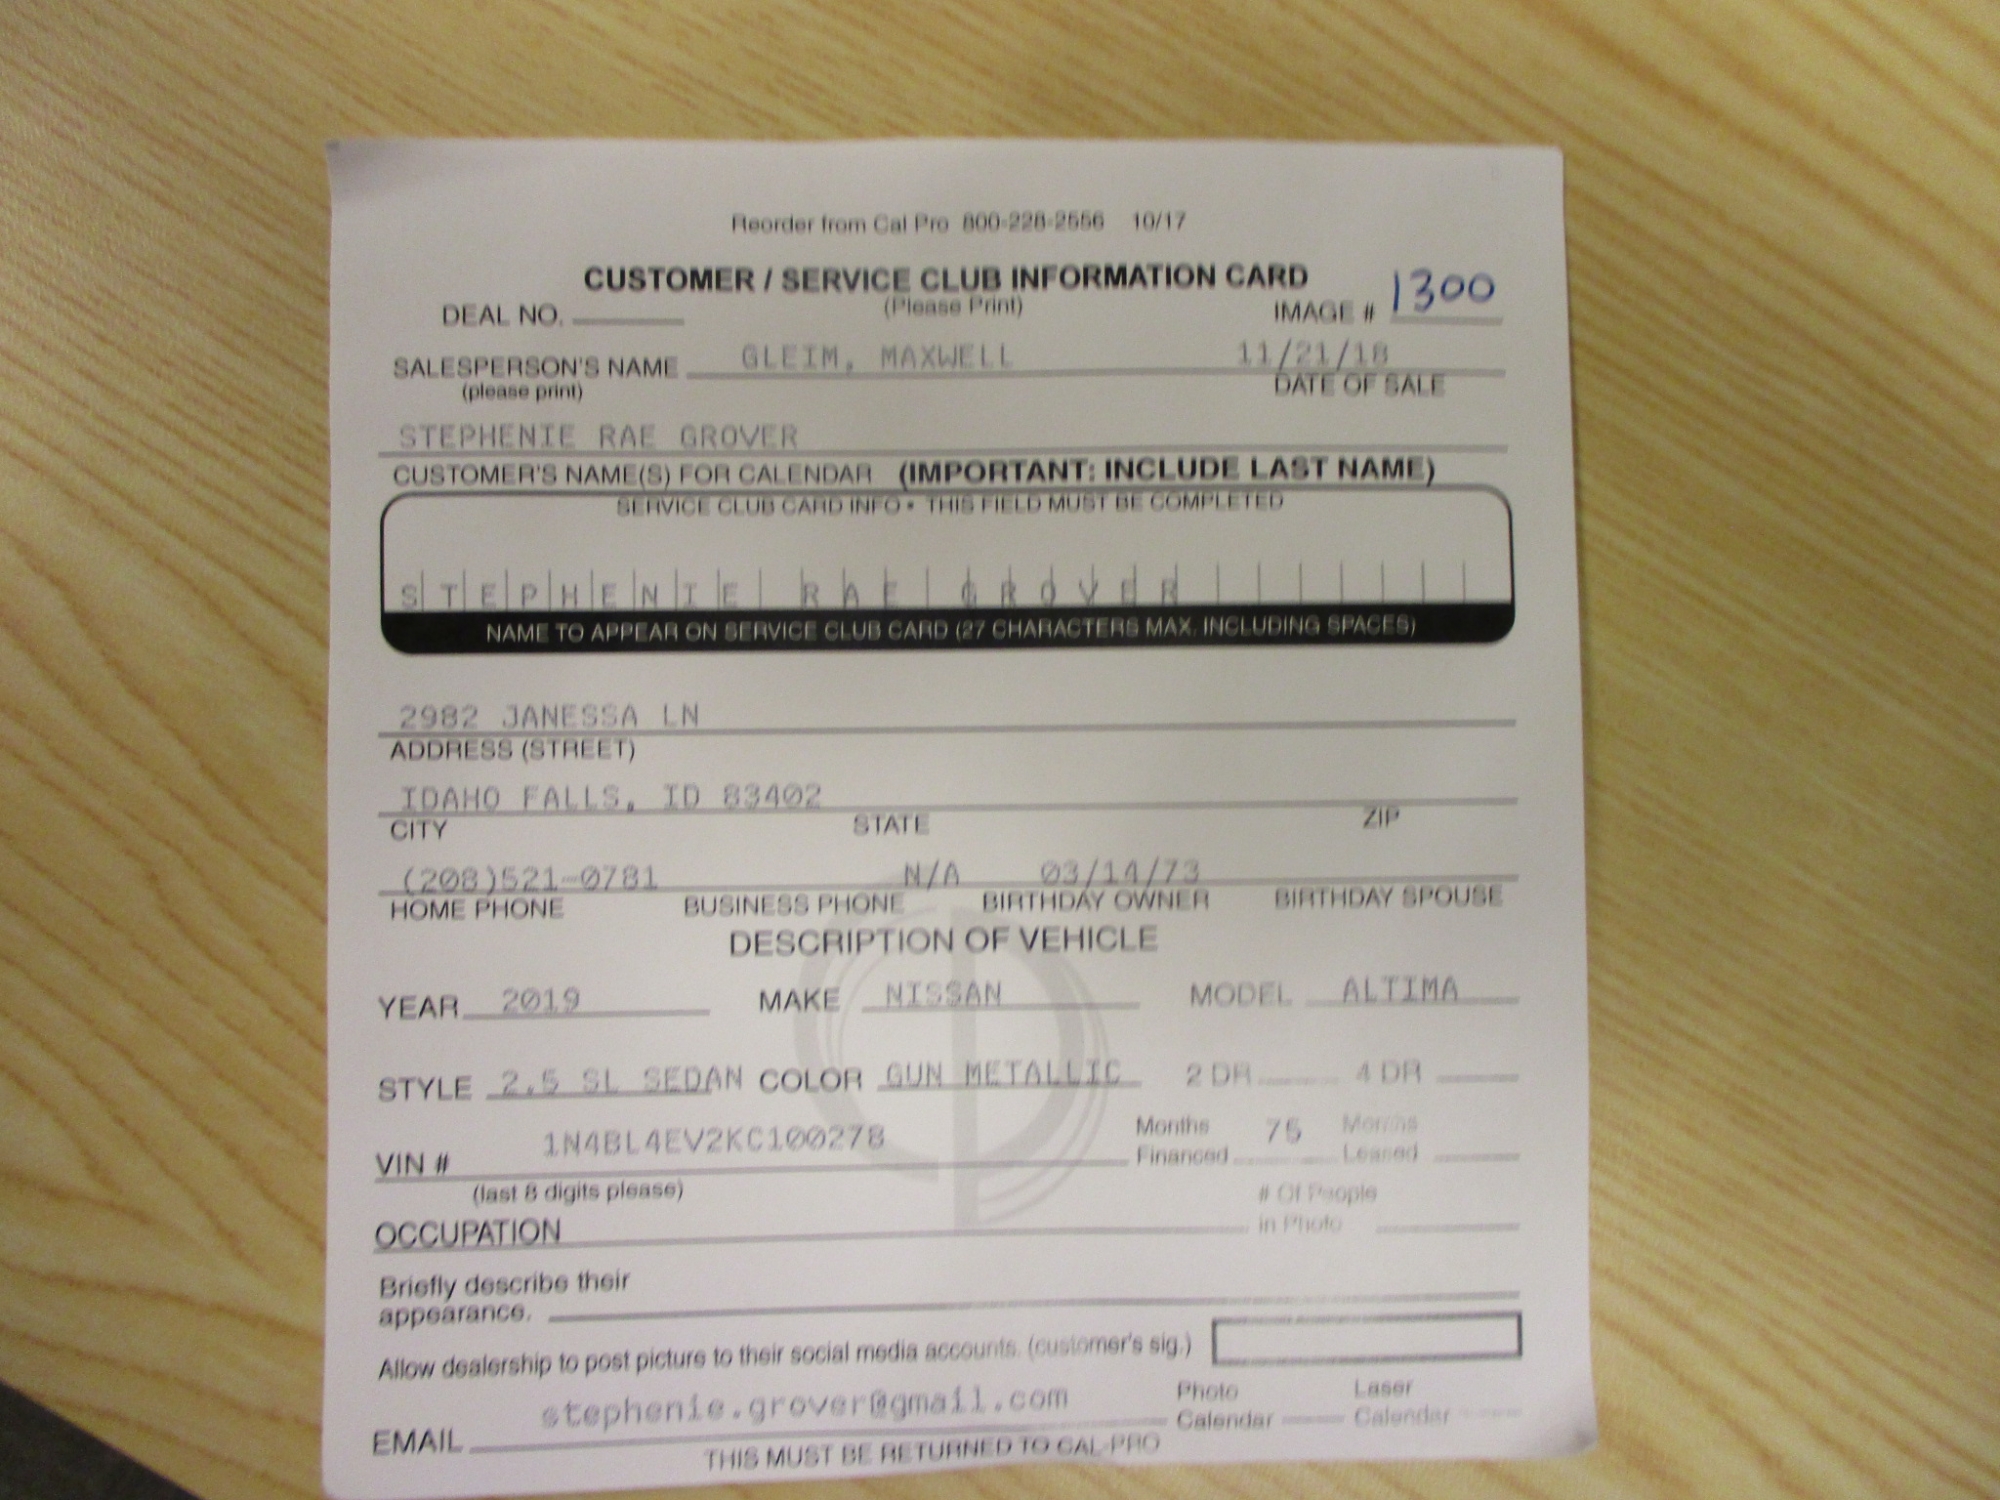 Reorder from Cal Pro 800-228-2556 10/17
CUSTOMER / SERVICE CLUB INFORMATION CARD
(Please Print)
DEAL NO. IMAGE # 1300
SALESPERSON'S NAME GLEIM, MAXWELL 11/21/18
(please print) DATE OF SALE
STEPHENIE RAE GROVER
CUSTOMER'S NAME(S) FOR CALENDAR (IMPORTANT: INCLUDE LAST NAME)
SERVICE CLUB CARD INFO • THIS FIELD MUST BE COMPLETED
STEPHENIE RAE GROVER
NAME TO APPEAR ON SERVICE CLUB CARD (27 CHARACTERS MAX. INCLUDING SPACES)
2982 JANESSA LN
ADDRESS (STREET)
IDAHO FALLS, ID 83402
CITY STATE ZIP
(208)521-0781 N/A 03/14/73
HOME PHONE BUSINESS PHONE BIRTHDAY OWNER BIRTHDAY SPOUSE
DESCRIPTION OF VEHICLE
YEAR 2019 MAKE NISSAN MODEL ALTIMA
STYLE 2.5 SL SEDAN COLOR GUN METALLIC 2 DR 4 DR
VIN # 1N4BL4EV2KC100278 Months Financed 75 Months Leased
(last 8 digits please) # Of People
OCCUPATION in Photo
Briefly describe their
appearance.
Allow dealership to post picture to their social media accounts. (customer's sig.)
EMAIL stephenie.grover@gmail.com Photo Calendar Laser Calendar
THIS MUST BE RETURNED TO CAL-PRO